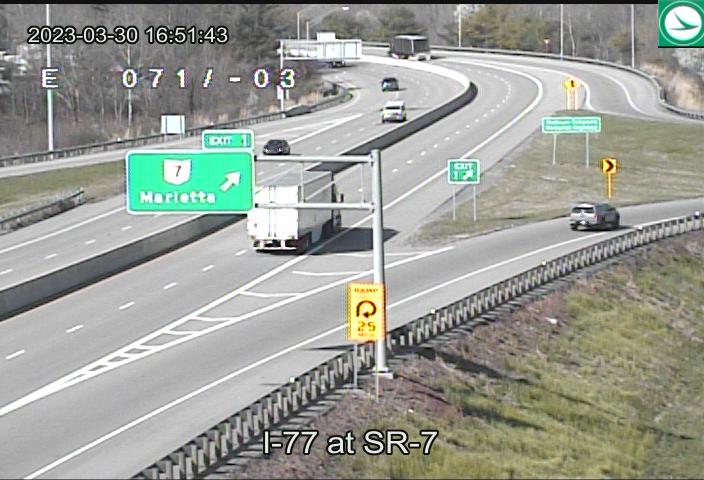 2023-03-30 16:51:43
E 071/-03
EXIT 1
7
Marietta
EXIT
1
RAMP
25
MPH
I-77 at SR-7